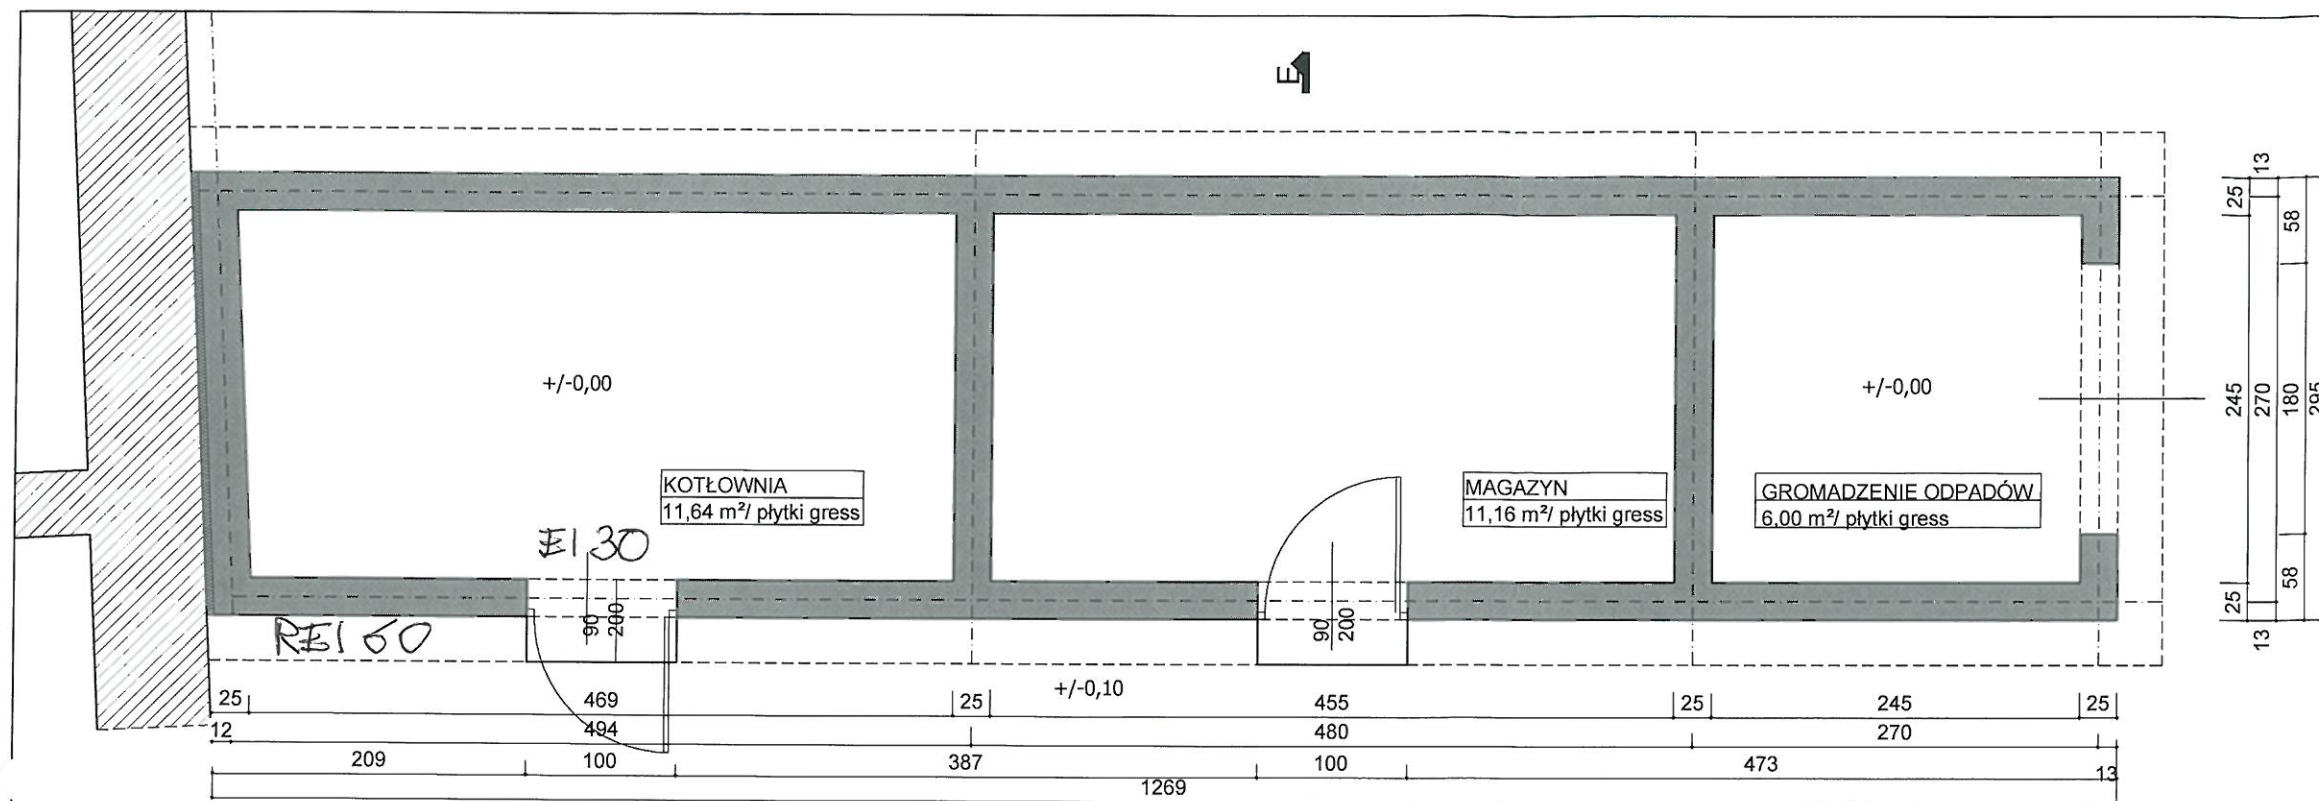 E
+/-0,00
+/-0,00
KOTŁOWNIA
11,64 m²/ płytki gress
MAGAZYN
11,16 m²/ płytki gress
GROMADZENIE ODPADÓW
6,00 m²/ płytki gress
EI 30
REI 60
90
200
90
200
+/-0,10
25 469 25 455 25 245 25
12 494 480 270
209 100 387 100 473 13
1269
13
25
58
245
270
180
295
58
25
13